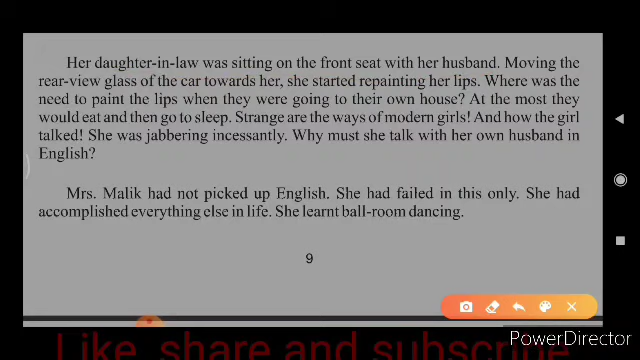 Her daughter-in-law was sitting on the front seat with her husband. Moving the
rear-view glass of the car towards her, she started repainting her lips. Where was the
need to paint the lips when they were going to their own house? At the most they
would eat and then go to sleep. Strange are the ways of modern girls! And how the girl
talked! She was jabbering incessantly. Why must she talk with her own husband in
English?
Mrs. Malik had not picked up English. She had failed in this only. She had
accomplished everything else in life. She learnt ball-room dancing.
9
PowerDirector
Like, share and subscribe